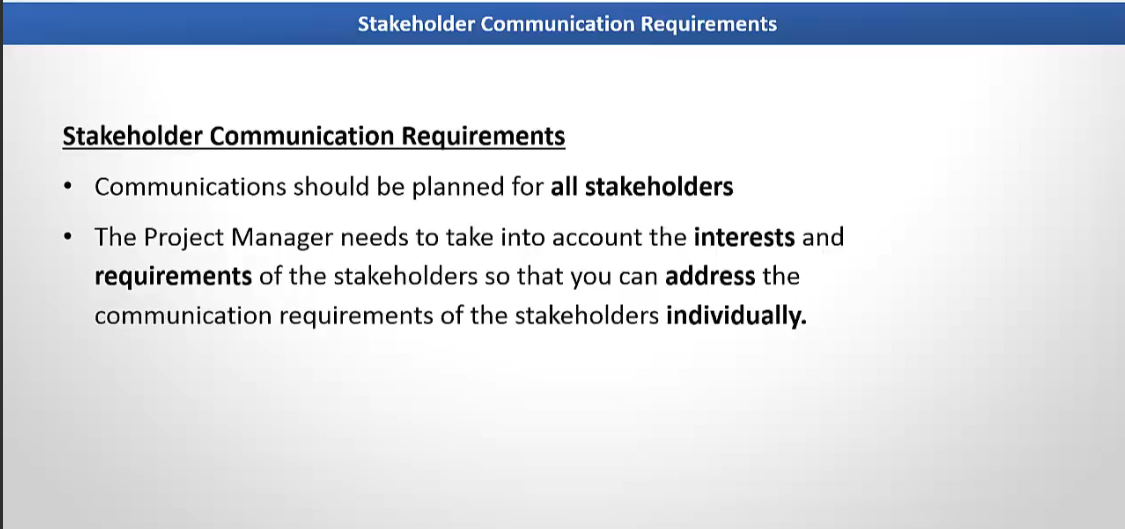 Stakeholder Communication Requirements
Stakeholder Communication Requirements
• Communications should be planned for all stakeholders
• The Project Manager needs to take into account the interests and
requirements of the stakeholders so that you can address the
communication requirements of the stakeholders individually.